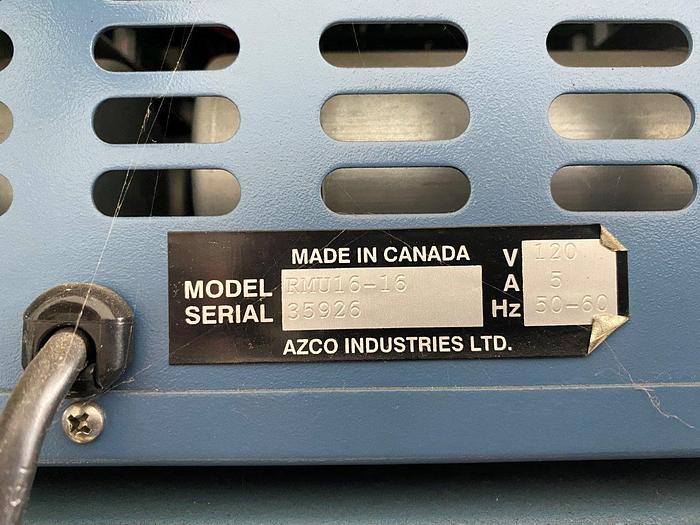 MADE IN CANADA
MODEL RMU16-16
SERIAL 35926
V 120
A 5
Hz 50-60
AZCO INDUSTRIES LTD.